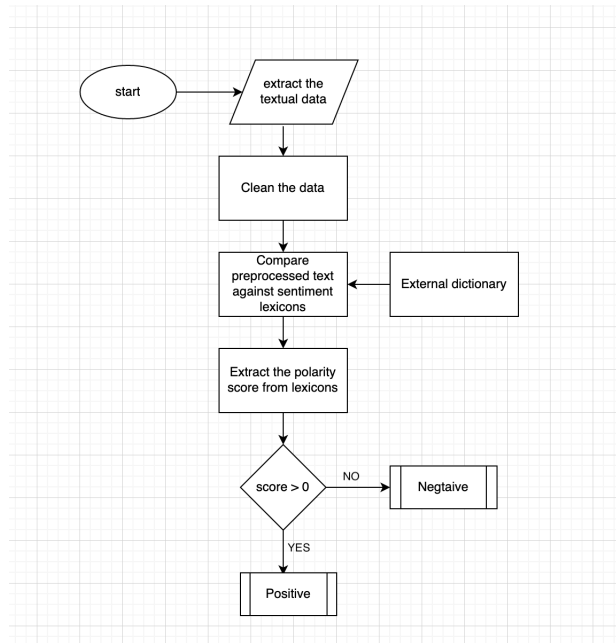 start
extract the
textual data
Clean the data
Compare
preprocessed text
against sentiment
lexicons
External dictionary
Extract the polarity
score from lexicons
score > 0
NO
Negtaive
YES
Positive